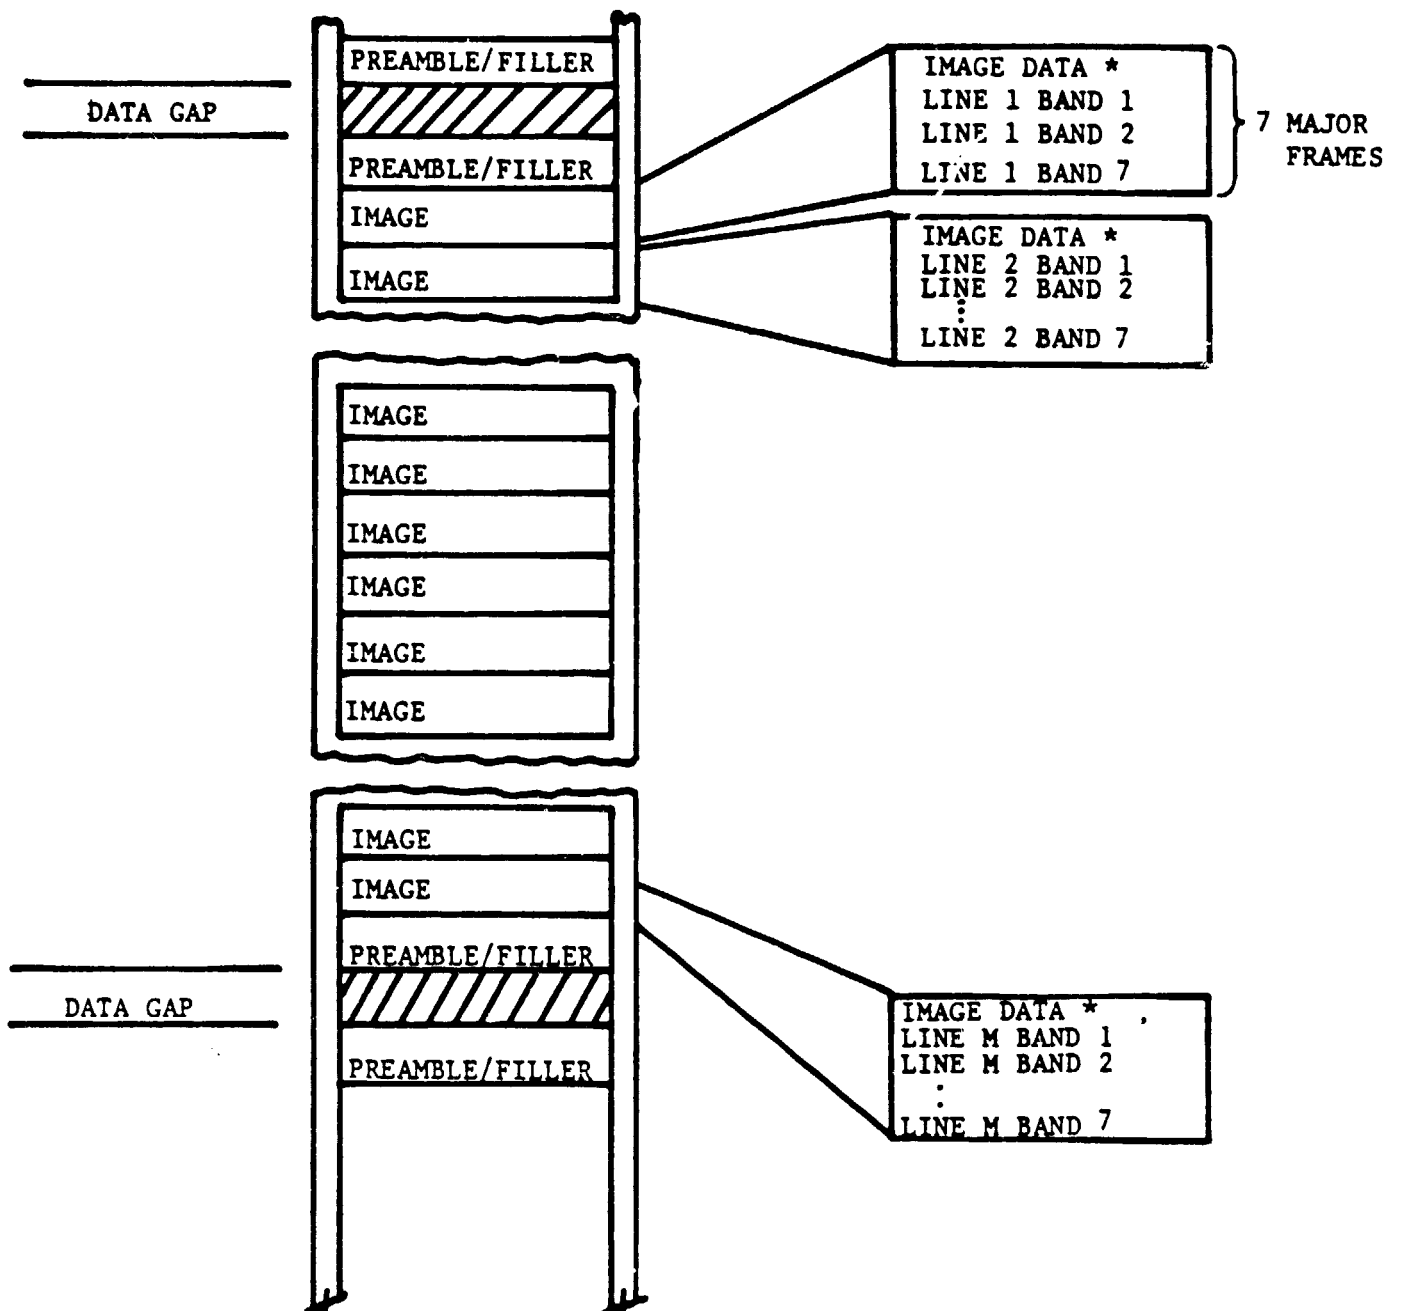 PREAMBLE/FILLER
DATA GAP
PREAMBLE/FILLER
IMAGE
IMAGE
IMAGE DATA *
LINE 1 BAND 1
LINE 1 BAND 2
LINE 1 BAND 7
7 MAJOR
FRAMES
IMAGE DATA *
LINE 2 BAND 1
LINE 2 BAND 2
⋮
LINE 2 BAND 7
IMAGE
IMAGE
IMAGE
IMAGE
IMAGE
IMAGE
IMAGE
IMAGE
PREAMBLE/FILLER
DATA GAP
PREAMBLE/FILLER
IMAGE DATA *
LINE M BAND 1
LINE M BAND 2
:
LINE M BAND 7